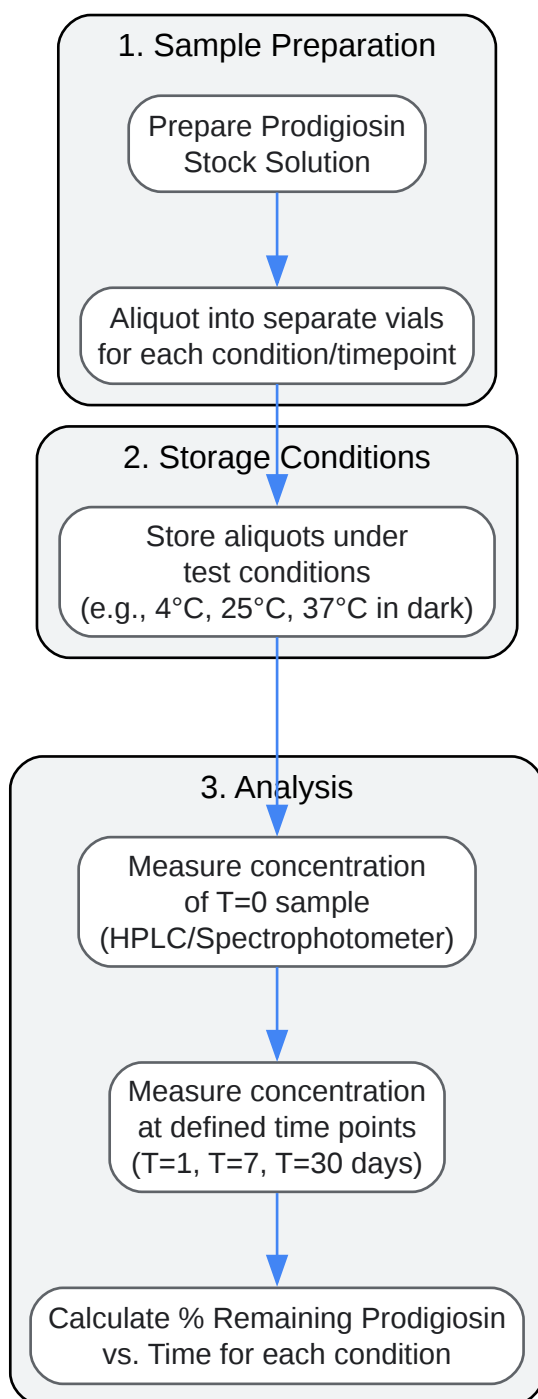 1. Sample Preparation
Prepare Prodigiosin
Stock Solution
Aliquot into separate vials
for each condition/timepoint
2. Storage Conditions
Store aliquots under
test conditions
(e.g., 4°C, 25°C, 37°C in dark)
3. Analysis
Measure concentration
of T=0 sample
(HPLC/Spectrophotometer)
Measure concentration
at defined time points
(T=1, T=7, T=30 days)
Calculate % Remaining Prodigiosin
vs. Time for each condition